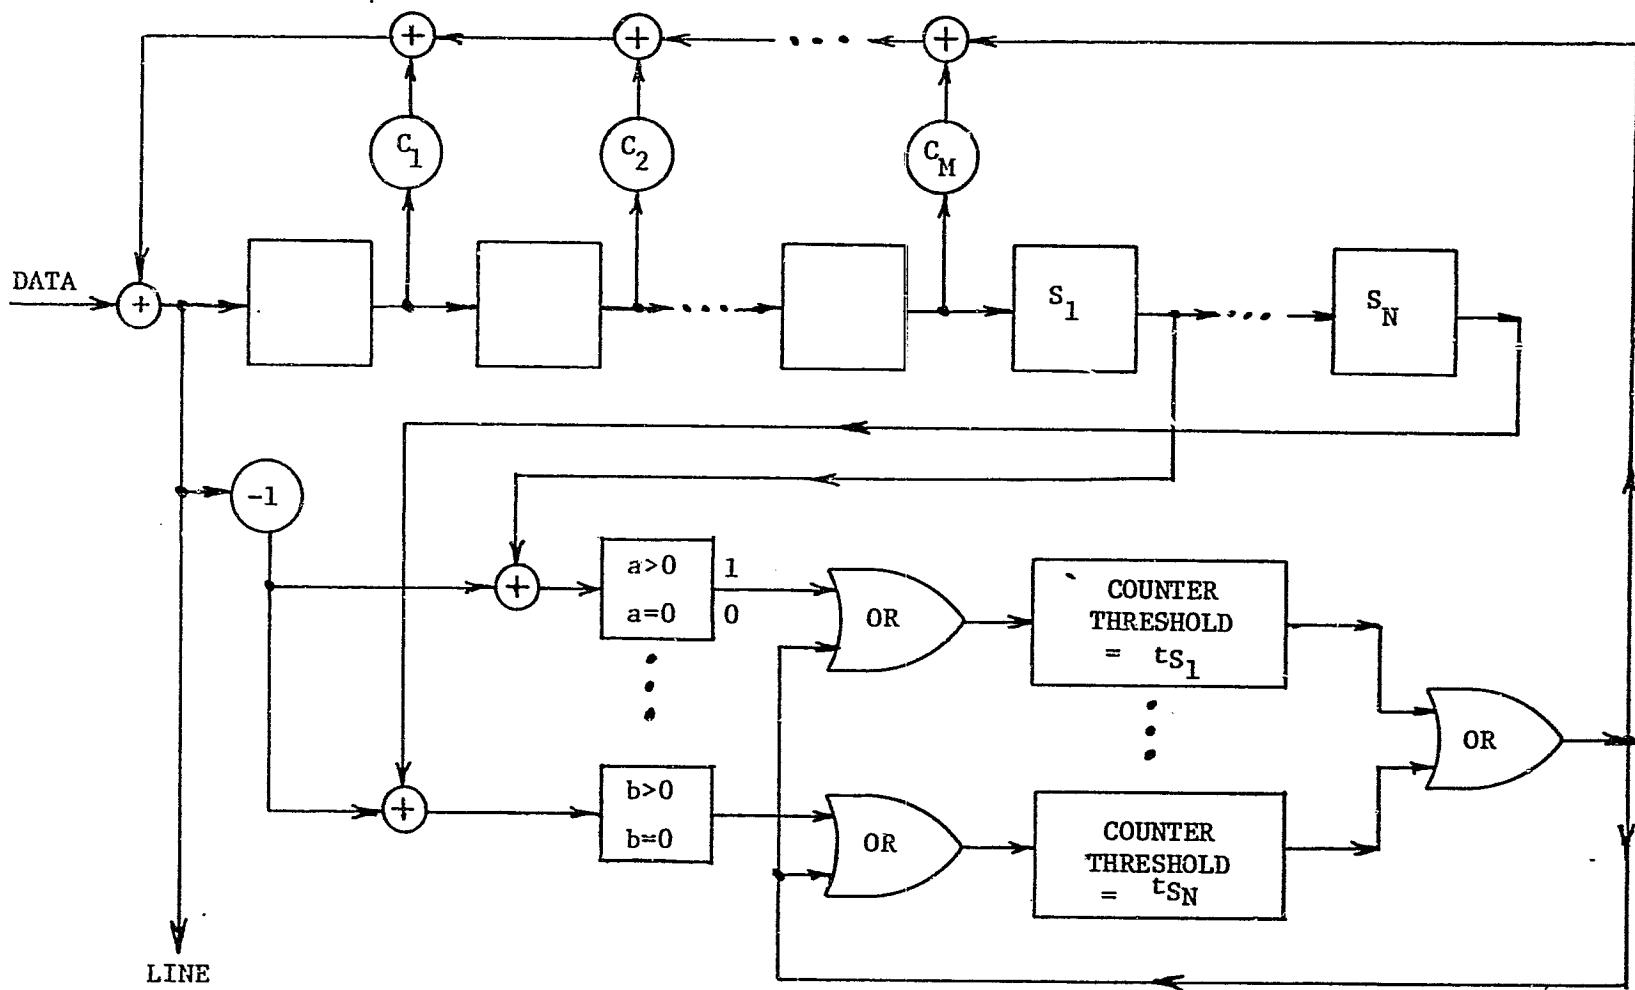 + + ... +
C1 C2 CM
DATA + S1 ... SN
-1
+ a>0 1
a=0 0
OR
COUNTER
THRESHOLD
= tS1
OR
+ b>0
b=0
OR
COUNTER
THRESHOLD
= tSN
LINE